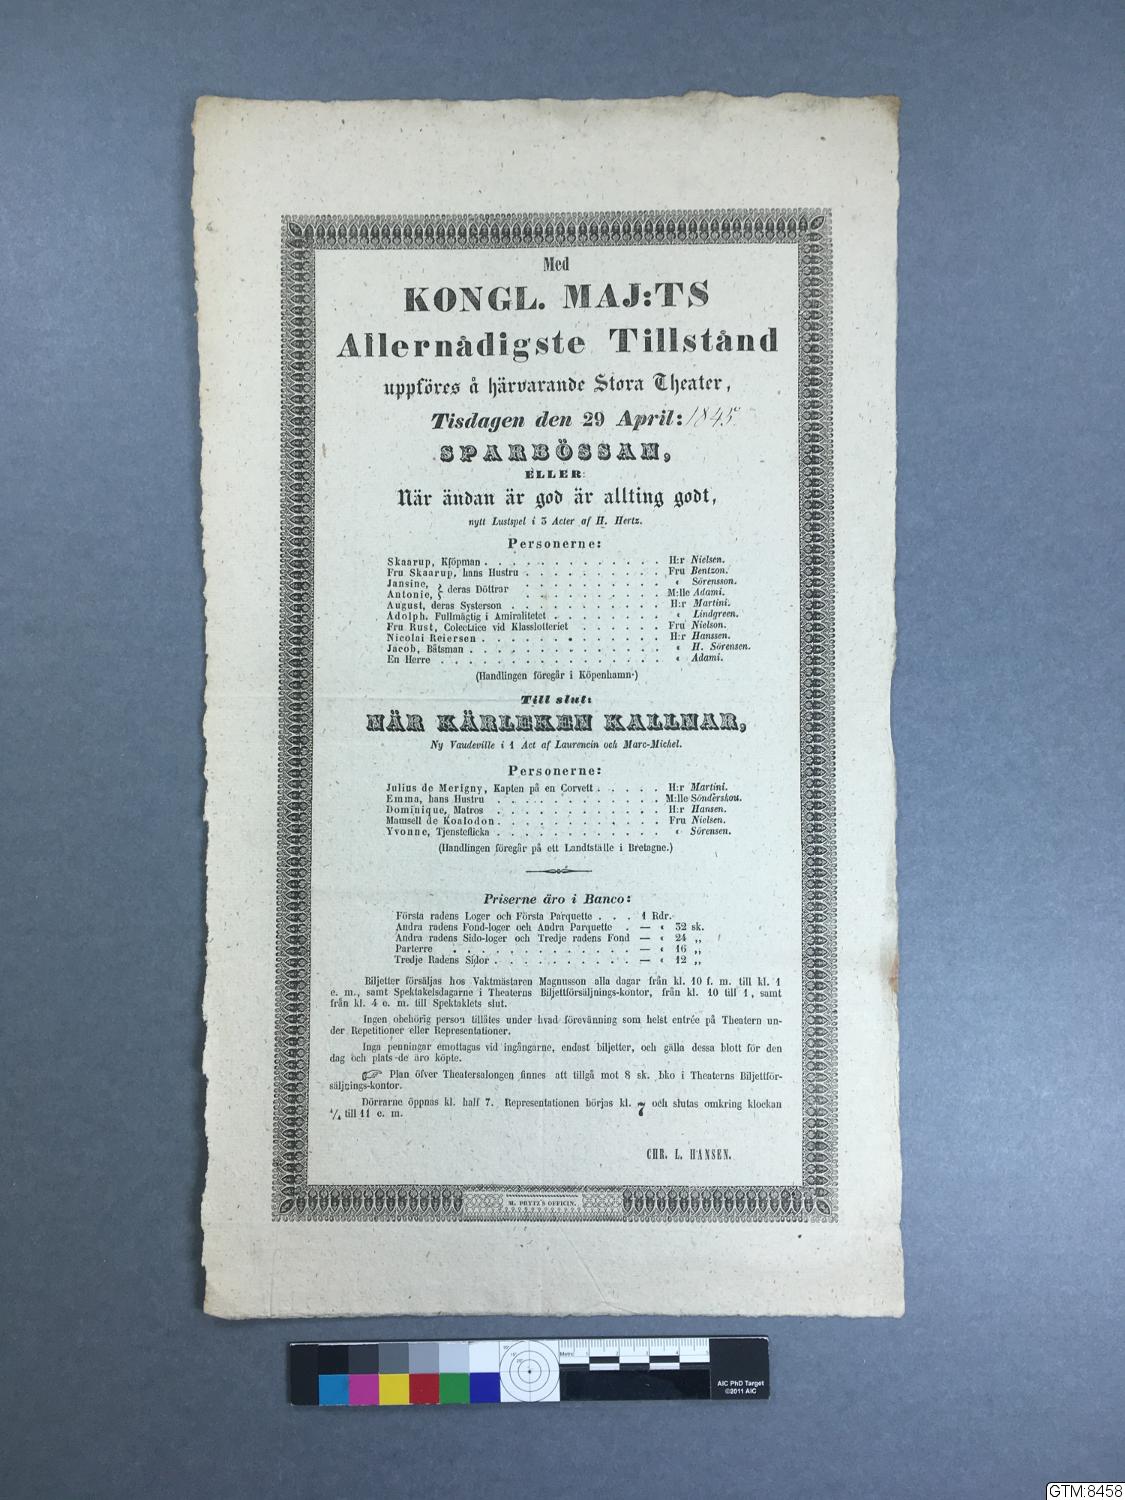 Med
KONGL. MAJ:TS
Allernådigste Tillstånd
uppföres å härvarande Stora Theater,
Tisdagen den 29 April: 1845
SPARBÖSSAN,
ELLER:
När ändan är god är allting godt,
nytt Lustspel i 3 Acter af H. Hertz.
Personerne:
Skaarup, Kföpman . . . . . . . . . . . . . H:r Nielsen.
Fru Skaarup, hans Hustru . . . . . . . . . . Fru Bentzon.
Jansine, } deras Döttrar . . . . . . . . . . « Sörensson.
Antonie, } . . . . . . . . . . M:lle Adami.
August, deras Systerson . . . . . . . . . . . H:r Martini.
Adolph, Fullmägtig i Amiralitetet . . . . . . . . « Lindgreen.
Fru Rust, Colectrice vid Klasslotteriet . . . . . . . Fru Nielson.
Nicolai Reiersen . . . . . . . . . . . . . H:r Hanssen.
Jacob, Båtsman . . . . . . . . . . . . . . « H. Sörensen.
En Herre . . . . . . . . . . . . . . . . « Adami.
(Handlingen föregår i Köpenhamn.)
Till slut:
NÄR KÄRLEKEN KALLNAR,
Ny Vaudeville i 1 Act af Laurencin och Marc-Michel.
Personerne:
Julius de Merigny, Kapten på en Corvett . . . . . H:r Martini.
Emma, hans Hustru . . . . . . . . . . . . M:lle Sönderskou.
Dominique, Matros . . . . . . . . . . . . H:r Hansen.
Mamsell de Koalodon . . . . . . . . . . . . Fru Nielsen.
Yvonne, Tjensteflicka . . . . . . . . . . . . « Sörensen.
(Handlingen föregår på ett Landtställe i Bretagne.)
Priserne äro i Banco:
Första radens Loger och Första Parquette . . . 1 Rdr.
Andra radens Fond-loger och Andra Parquette . — « 32 sk.
Andra radens Sido-loger och Tredje radens Fond — « 24 „
Parterre . . . . . . . . . . . . . — « 16 „
Tredje Radens Sidor . . . . . . . . . . — « 12 „
Biljetter försäljas hos Vaktmästaren Magnusson alla dagar från kl. 10 f. m. till kl. 1
e. m., samt Spektakelsdagarne i Theaterns Biljettförsäljnings-kontor, från kl. 10 till 1, samt
från kl. 4 e. m. till Spektaklets slut.
Ingen obehörig person tillåtes under hvad förevänning som helst entrée på Theatern un-
der Repetitioner eller Representationer.
Inga penningar emottagas vid ingångarne, endast biljetter, och gälla dessa blott för den
dag och plats de äro köpte.
☞ Plan öfver Theatersalongen finnes att tillgå mot 8 sk. bko i Theaterns Biljettför-
säljnings-kontor.
Dörrarne öppnas kl. half 7. Representationen börjas kl. 7 och slutas omkring klockan
¼ till 11 e. m.
CHR. L. HANSEN.
M. PRYTZ'S OFFICIN.
AIC PhD Target
©2011 AIC
GTM:8458